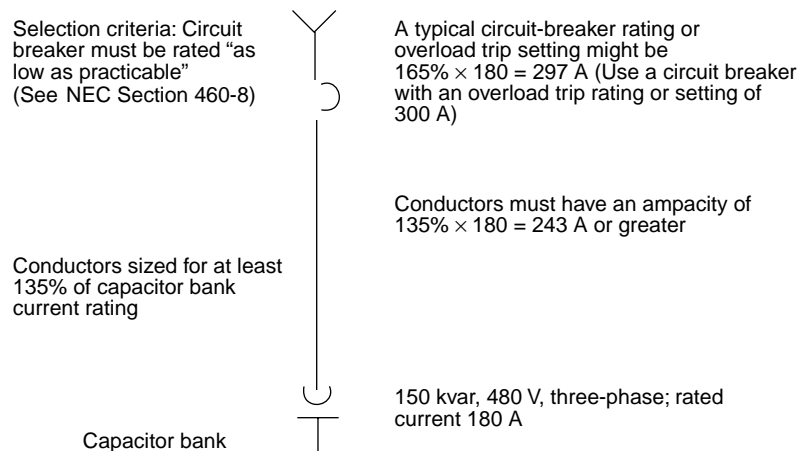 Selection criteria: Circuit
breaker must be rated “as
low as practicable”
(See NEC Section 460-8)
A typical circuit-breaker rating or
overload trip setting might be
165% × 180 = 297 A (Use a circuit breaker
with an overload trip rating or setting of
300 A)
Conductors must have an ampacity of
135% × 180 = 243 A or greater
Conductors sized for at least
135% of capacitor bank
current rating
150 kvar, 480 V, three-phase; rated
current 180 A
Capacitor bank